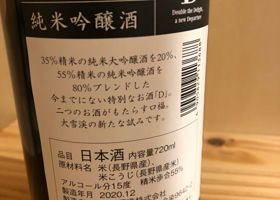 Double the Delight,
a new Departure
純米吟醸酒
35%精米の純米大吟醸酒を20%、
55%精米の純米吟醸酒を
80%ブレンドした
今までにない特別なお酒「DJ」。
二つのお酒がもたらす口福。
大雪渓の新たな試みです。
品目 日本酒 内容量720ml
原材料名 米(長野県産)、
米こうじ(長野県産米)
アルコール分15度 精米歩合55%
製造年月 2020.12